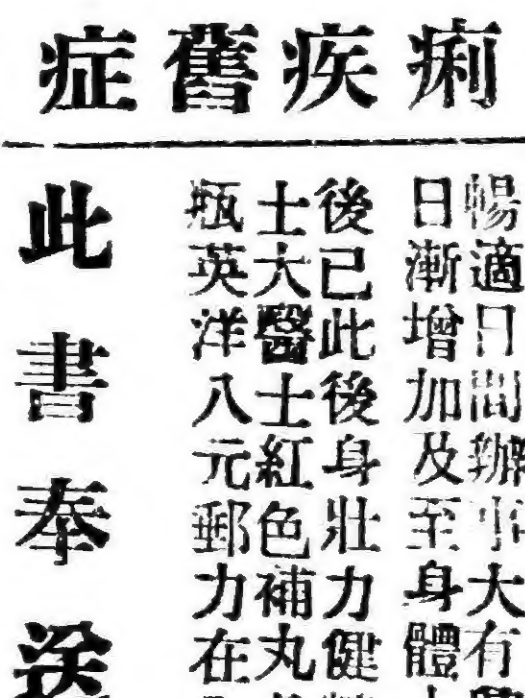 痢疾舊症
暢適日間辦事大有
日漸增加及至身體
後已此後身壯力健
士大醫士紅色補丸
瓶英洋八元郵力在
此書奉送